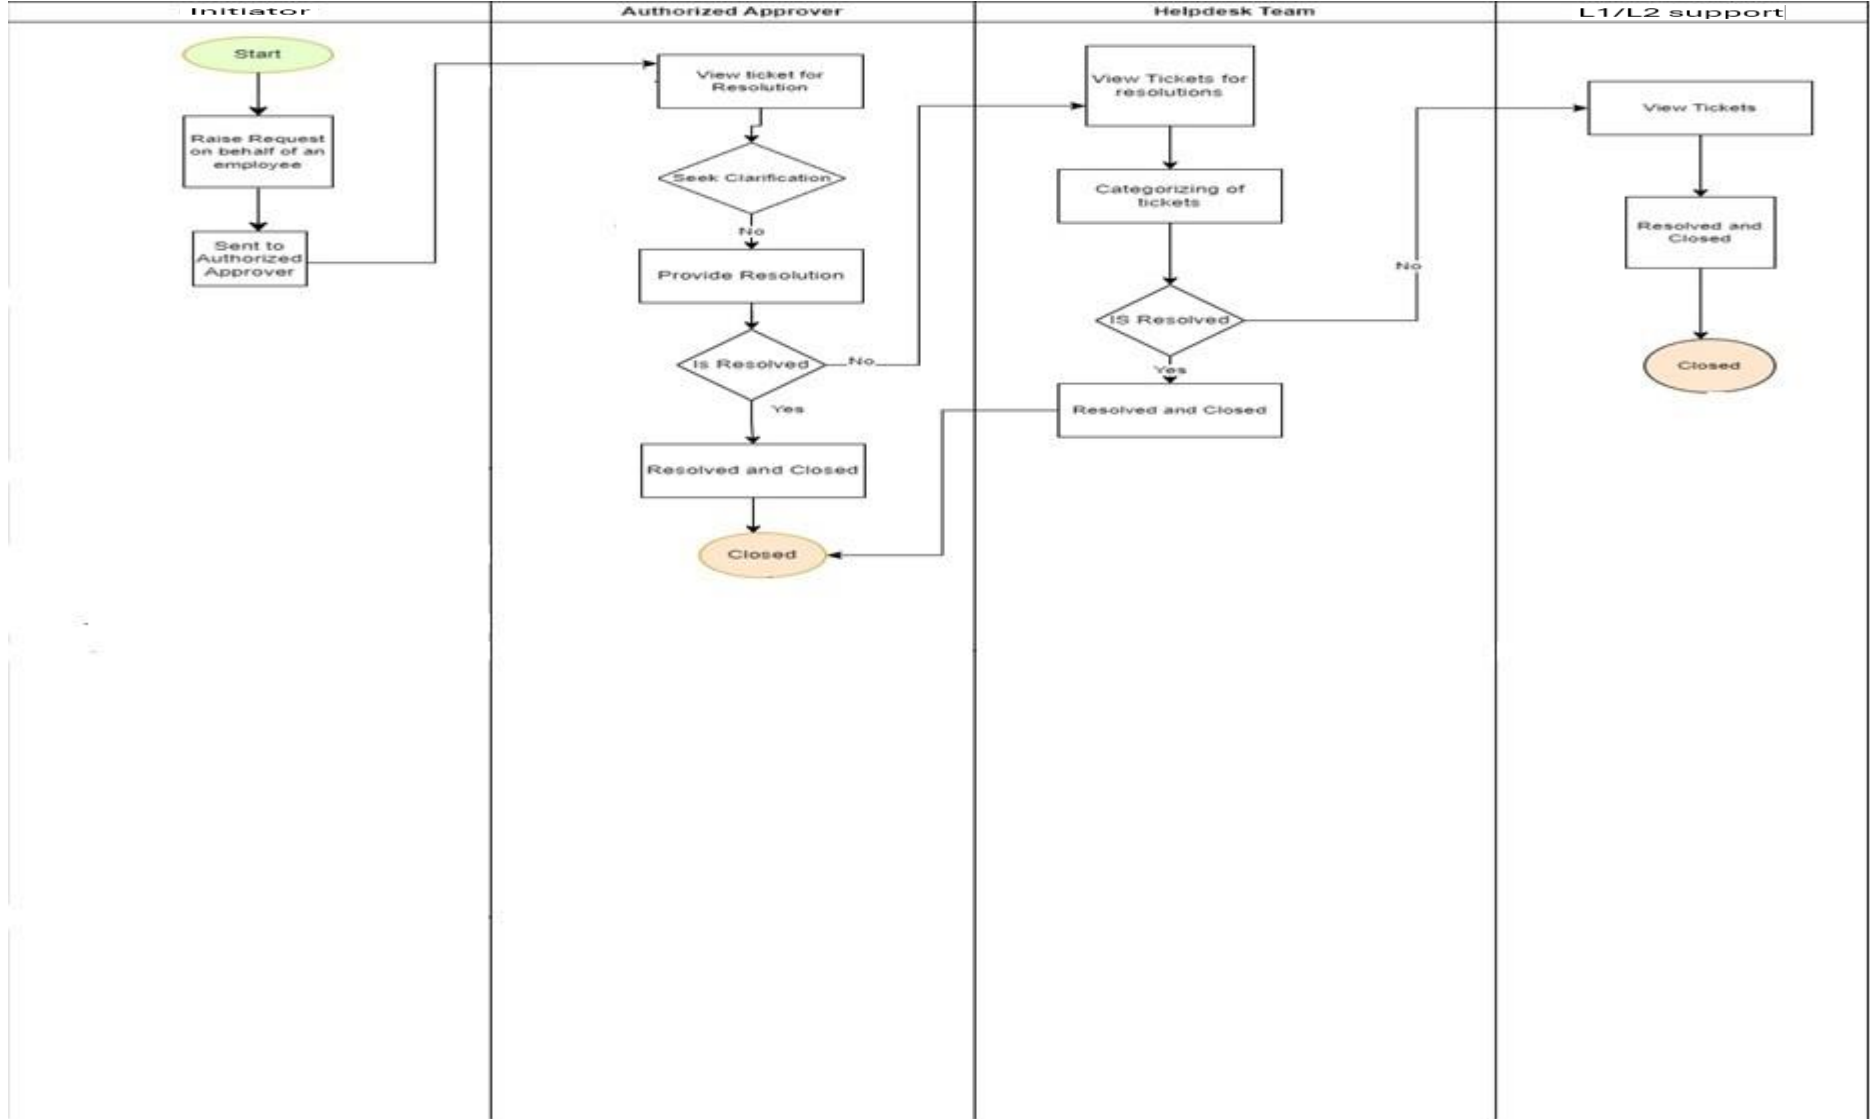 Initiator
Authorized Approver
Helpdesk Team
L1/L2 support
Start
Raise Request
on behalf of an
employee
Sent to
Authorized
Approver
View ticket for
Resolution
Seek Clarification
No
Provide Resolution
Is Resolved
No
Yes
Resolved and Closed
Closed
View Tickets for
resolutions
Categorizing of
tickets
IS Resolved
No
Yes
Resolved and Closed
View Tickets
Resolved and
Closed
Closed